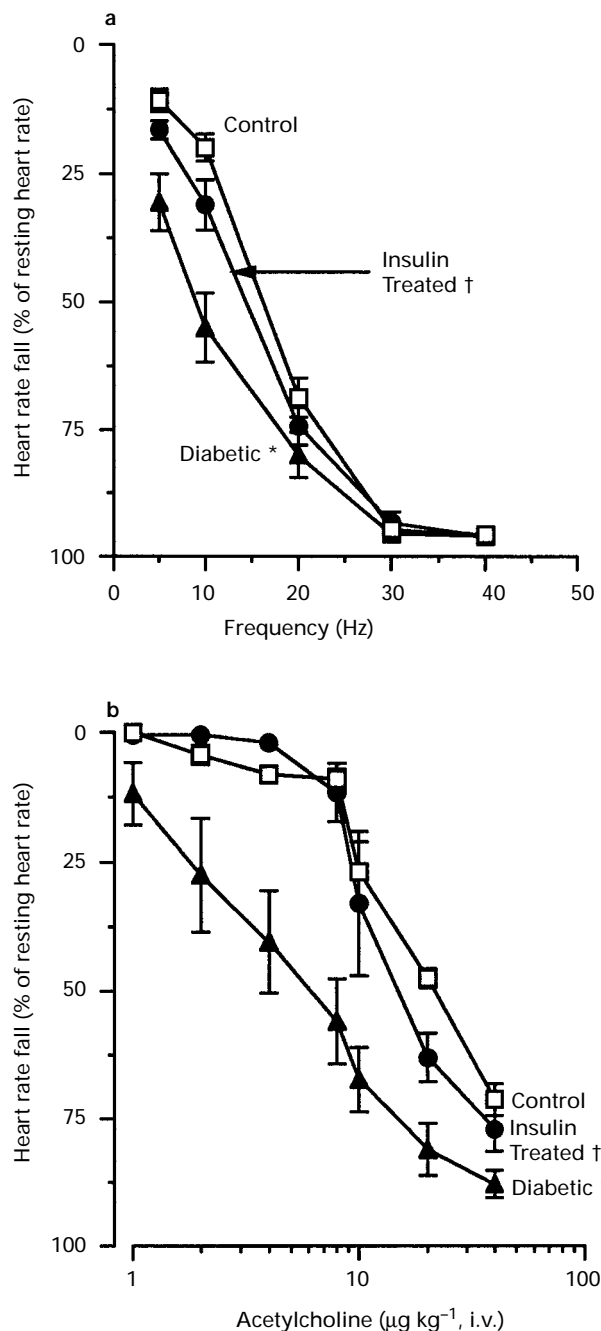 a
Heart rate fall (% of resting heart rate)
0
25
50
75
100
Control
Insulin
Treated †
Diabetic *
0 10 20 30 40 50
Frequency (Hz)
b
Heart rate fall (% of resting heart rate)
0
25
50
75
100
Control
Insulin
Treated †
Diabetic
1 10 100
Acetylcholine (μg kg⁻¹, i.v.)